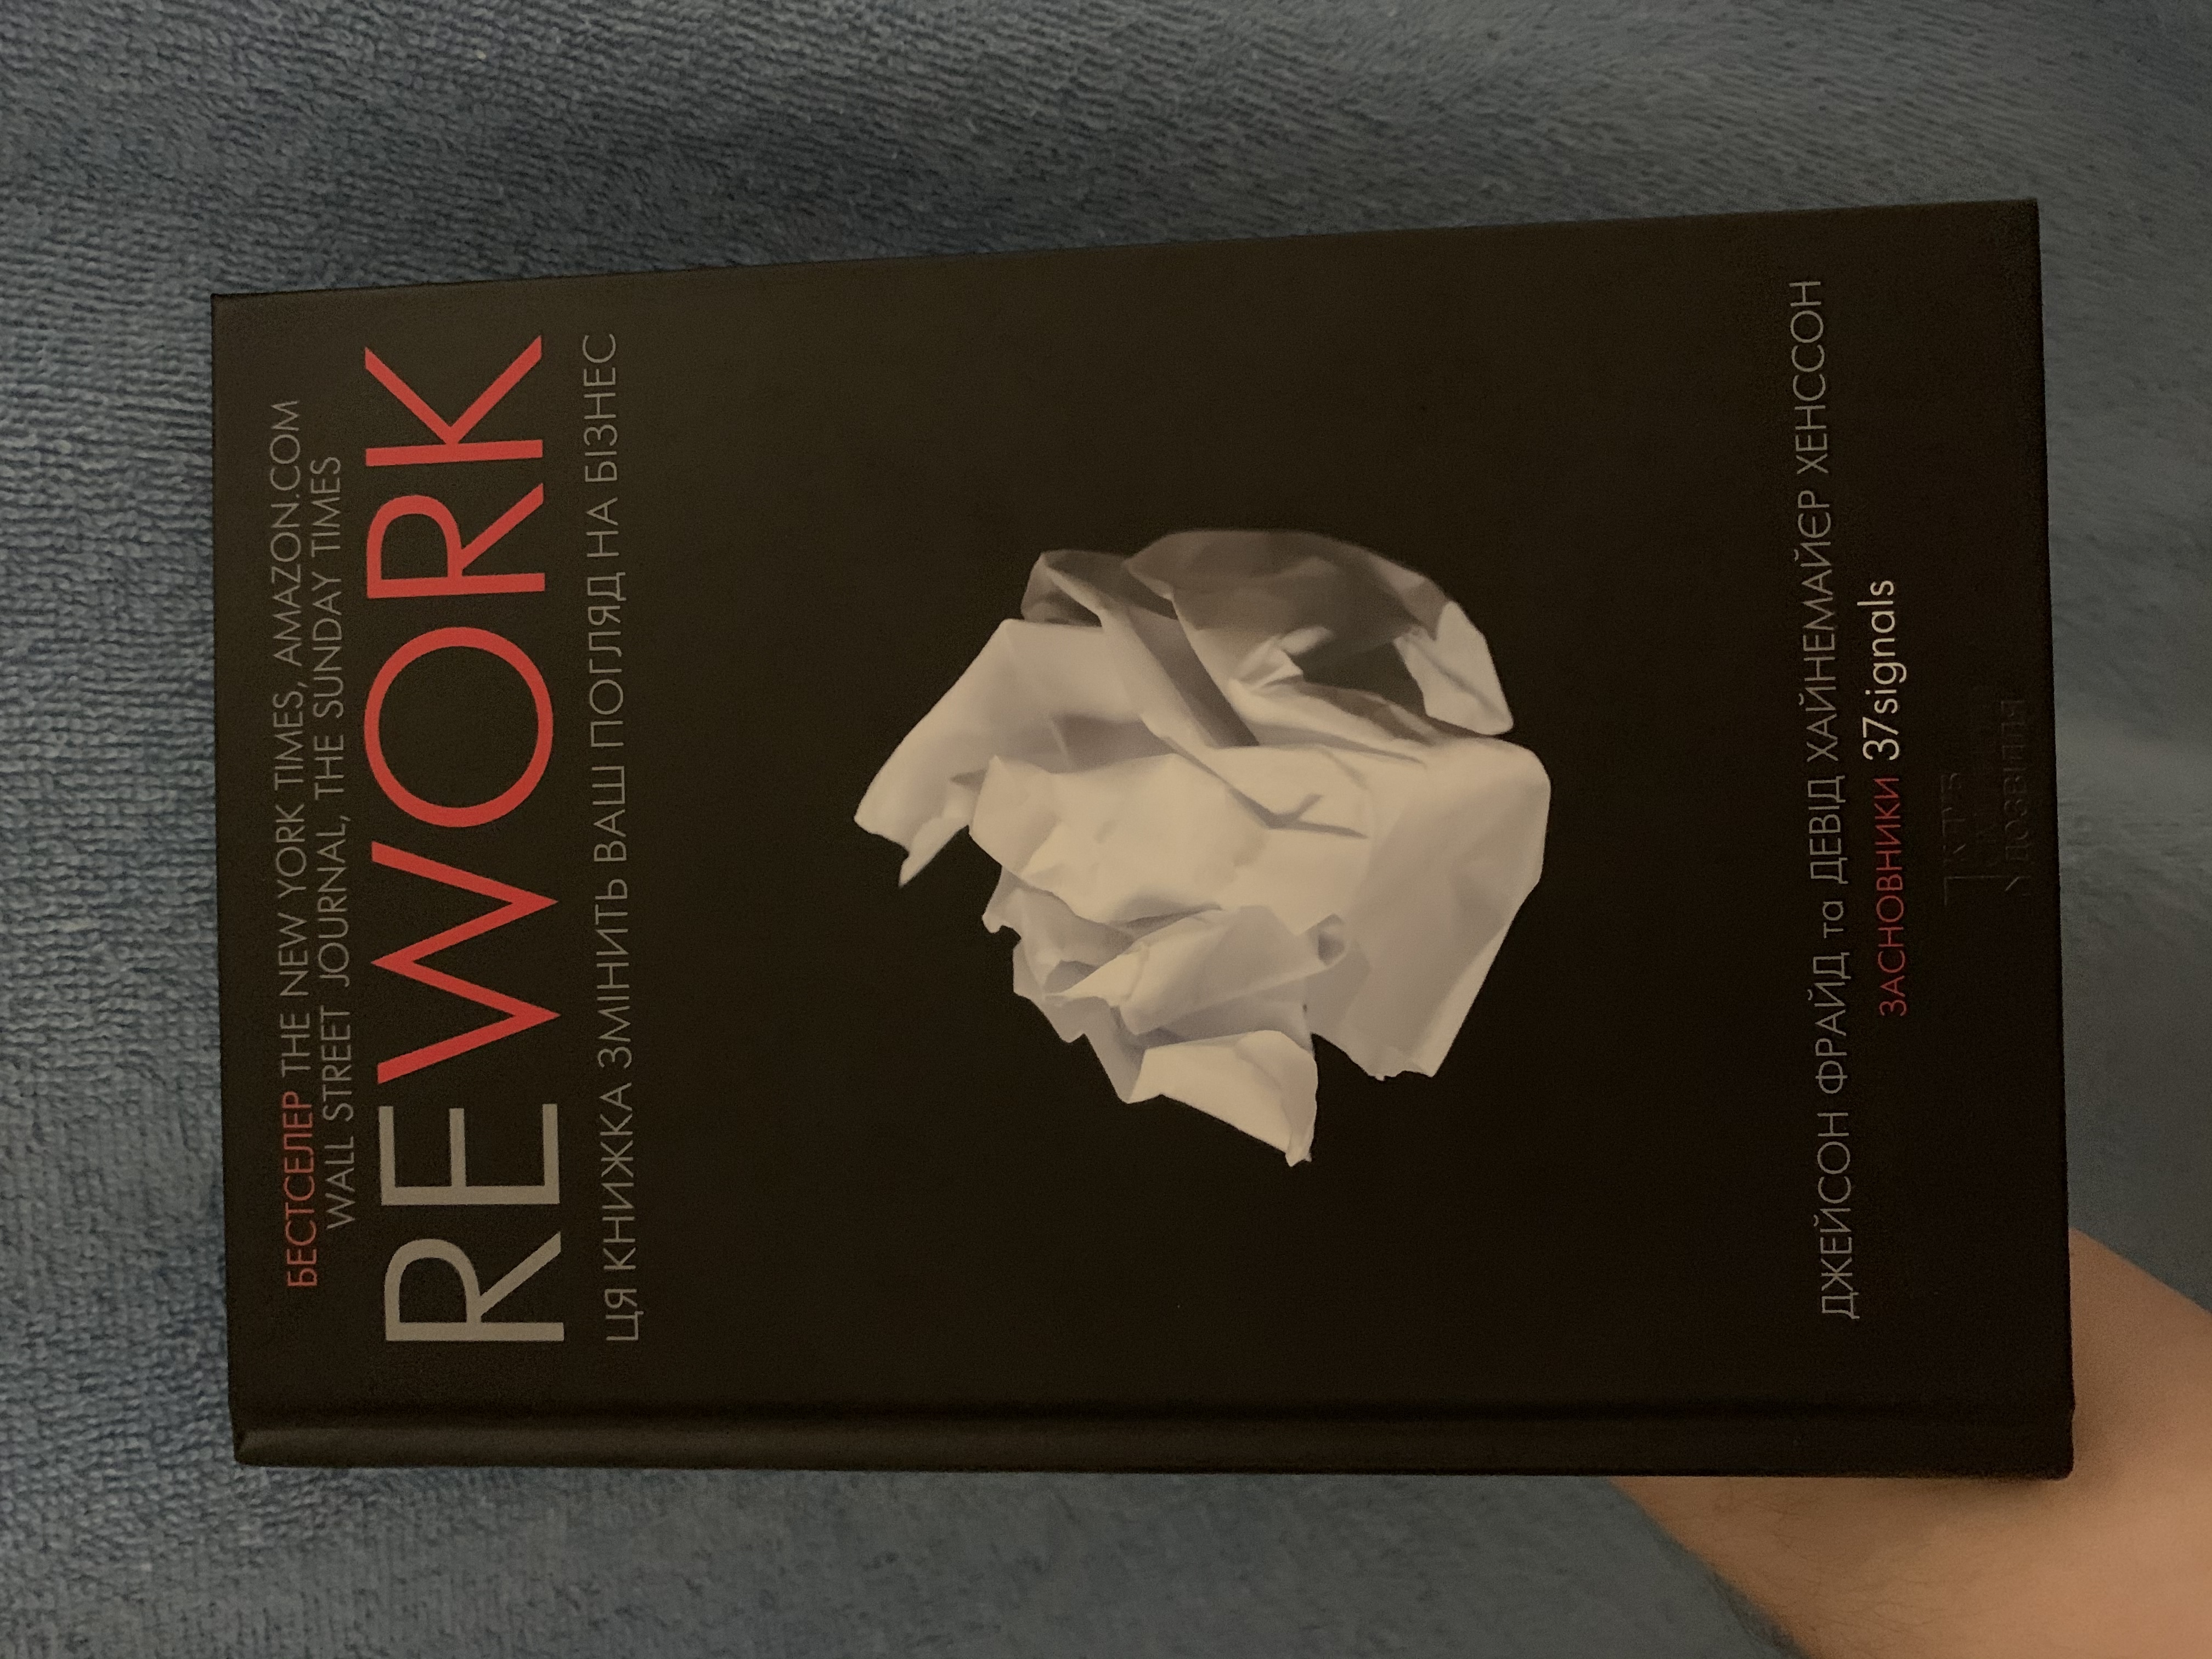 БЕСТСЕЛЕР THE NEW YORK TIMES, AMAZON.COM
WALL STREET JOURNAL, THE SUNDAY TIMES
REWORK
ЦЯ КНИЖКА ЗМІНИТЬ ВАШ ПОГЛЯД НА БІЗНЕС
ДЖЕЙСОН ФРАЙД та ДЕВІД ХАЙНЕМАЙЄР ХЕНССОН
ЗАСНОВНИКИ 37signals
ДОЗВІЛЛЯ